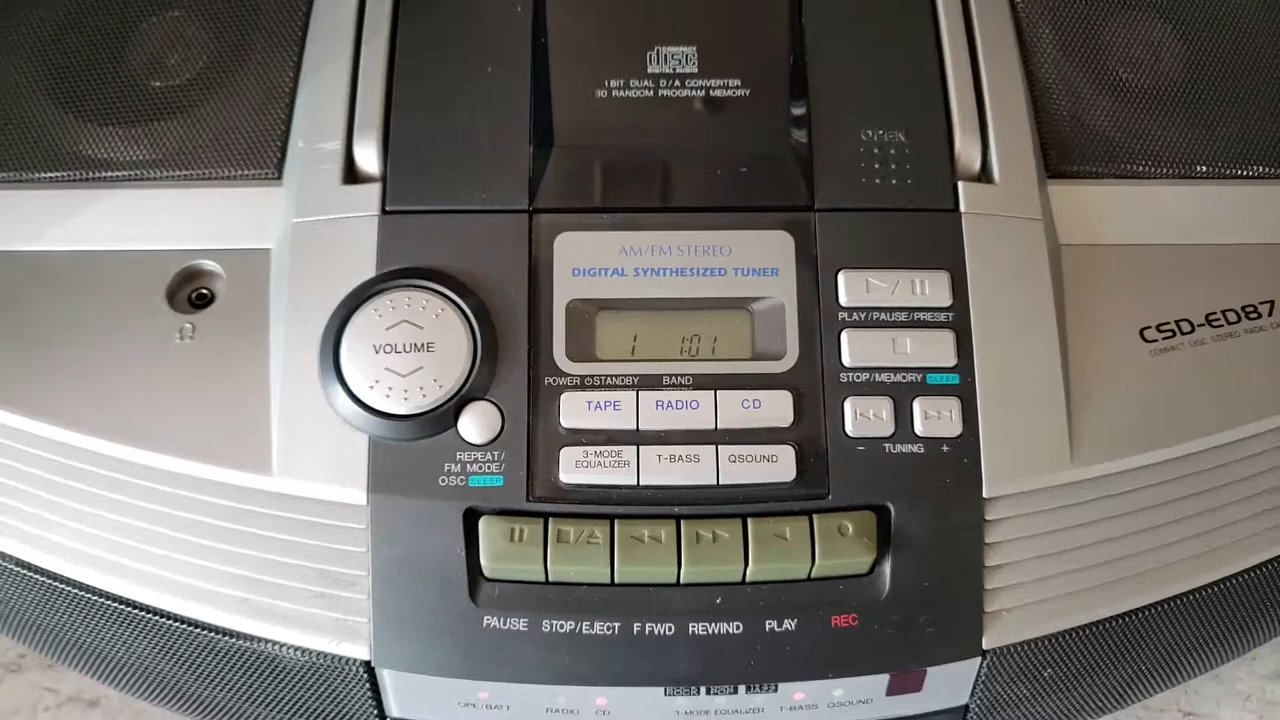 COMPACT
disc
DIGITAL AUDIO
1 BIT DUAL D/A CONVERTER
30 RANDOM PROGRAM MEMORY
OPEN
AM/FM STEREO
DIGITAL SYNTHESIZED TUNER
1 1:01
VOLUME
PLAY/PAUSE/PRESET
CSD-ED87
COMPACT DISC STEREO RADIO
STOP/MEMORY SLEEP
POWER STANDBY BAND
TAPE RADIO CD
- TUNING +
3-MODE EQUALIZER T-BASS QSOUND
REPEAT/
FM MODE/
OSC SLEEP
PAUSE STOP/EJECT F FWD REWIND PLAY REC
ROCK POP JAZZ
OPE/BATT RADIO CD 3-MODE EQUALIZER T-BASS QSOUND